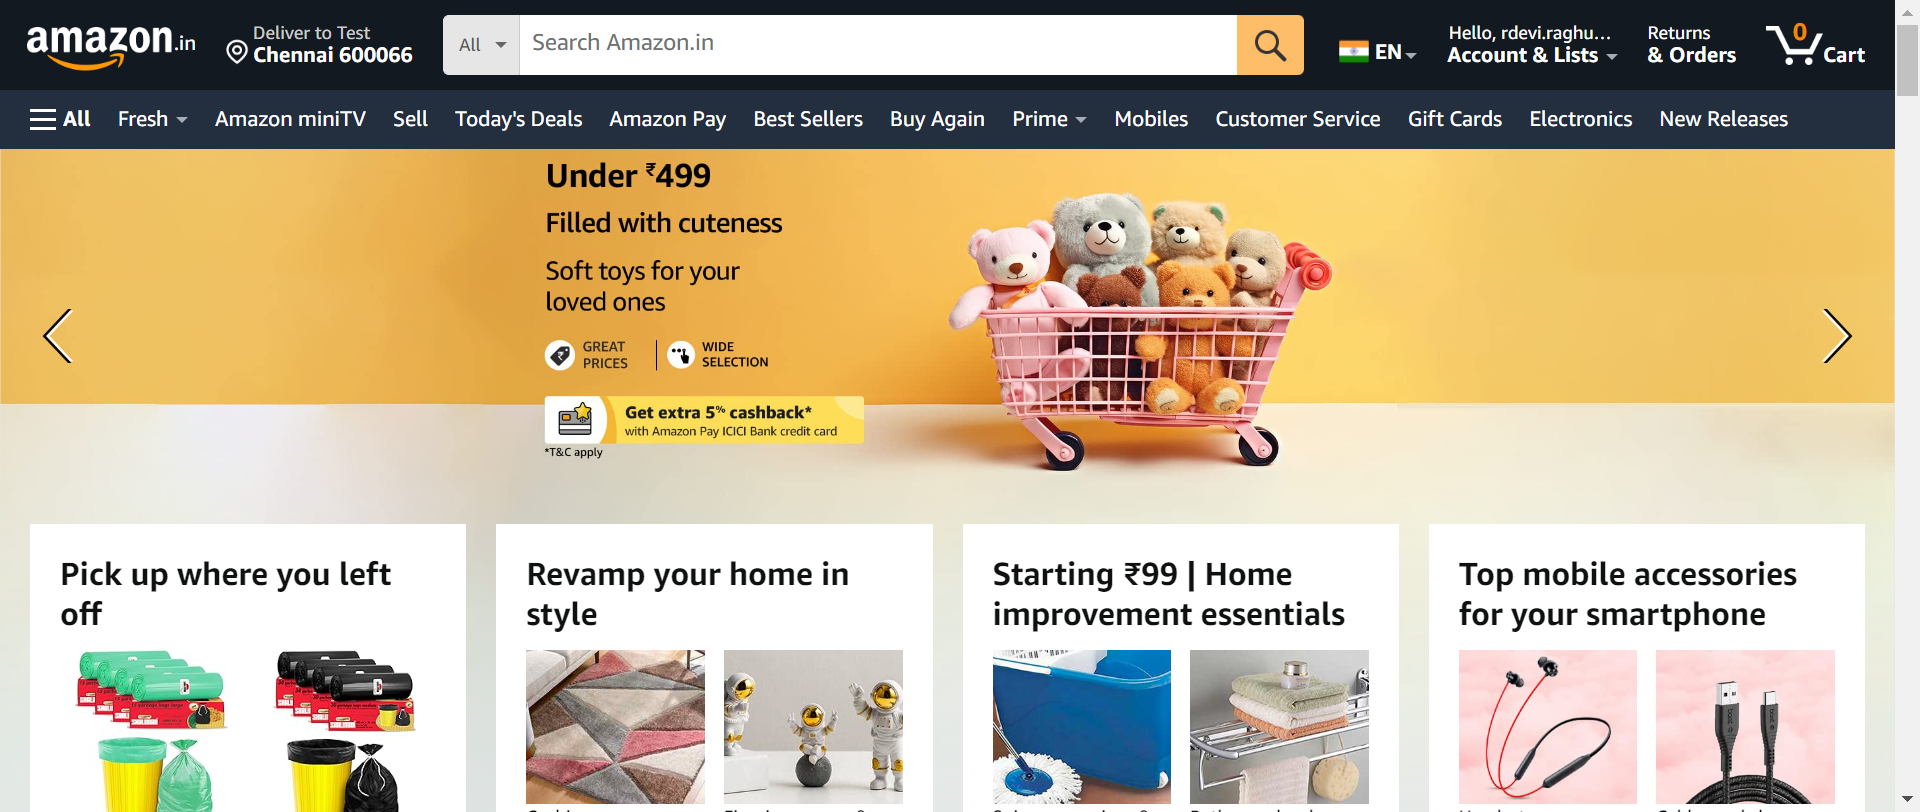 amazon.in
Deliver to Test
Chennai 600066
All
Search Amazon.in
EN
Hello, rdevi.raghu...
Account & Lists
Returns
& Orders
0
Cart
All
Fresh
Amazon miniTV
Sell
Today's Deals
Amazon Pay
Best Sellers
Buy Again
Prime
Mobiles
Customer Service
Gift Cards
Electronics
New Releases
Under ₹499
Filled with cuteness
Soft toys for your
loved ones
GREAT
PRICES
WIDE
SELECTION
Get extra 5% cashback*
with Amazon Pay ICICI Bank credit card
*T&C apply
Pick up where you left
off
Revamp your home in
style
Starting ₹99 | Home
improvement essentials
Top mobile accessories
for your smartphone